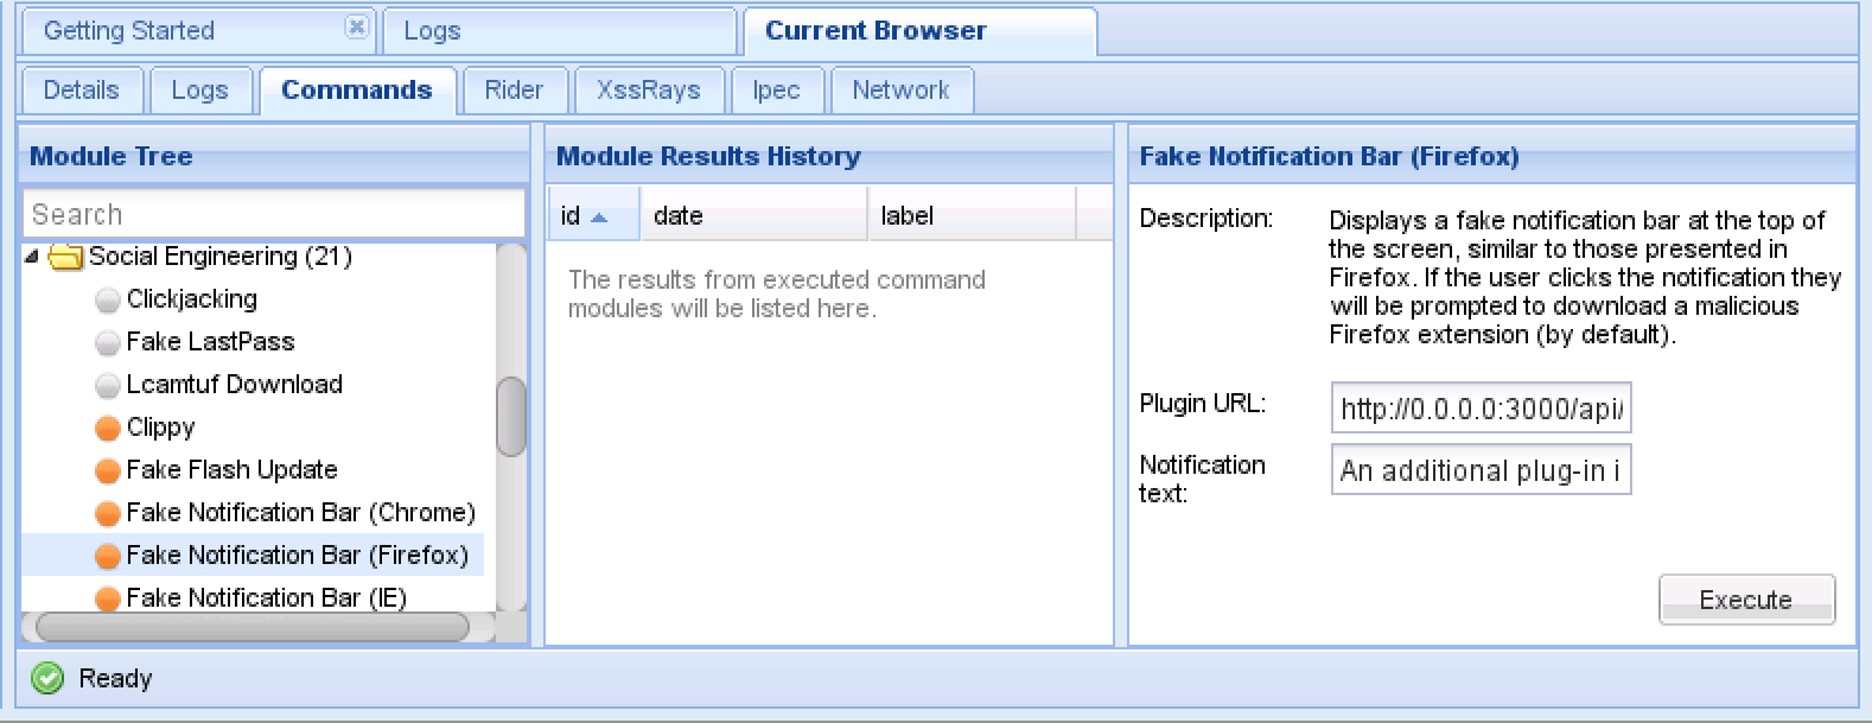 Getting Started
Logs
Current Browser
Details
Logs
Commands
Rider
XssRays
Ipec
Network
Module Tree
Search
Social Engineering (21)
Clickjacking
Fake LastPass
Lcamtuf Download
Clippy
Fake Flash Update
Fake Notification Bar (Chrome)
Fake Notification Bar (Firefox)
Fake Notification Bar (IE)
Module Results History
id
date
label
The results from executed command
modules will be listed here.
Fake Notification Bar (Firefox)
Description:
Displays a fake notification bar at the top of
the screen, similar to those presented in
Firefox. If the user clicks the notification they
will be prompted to download a malicious
Firefox extension (by default).
Plugin URL:
http://0.0.0.0:3000/api/
Notification
text:
An additional plug-in i
Execute
Ready